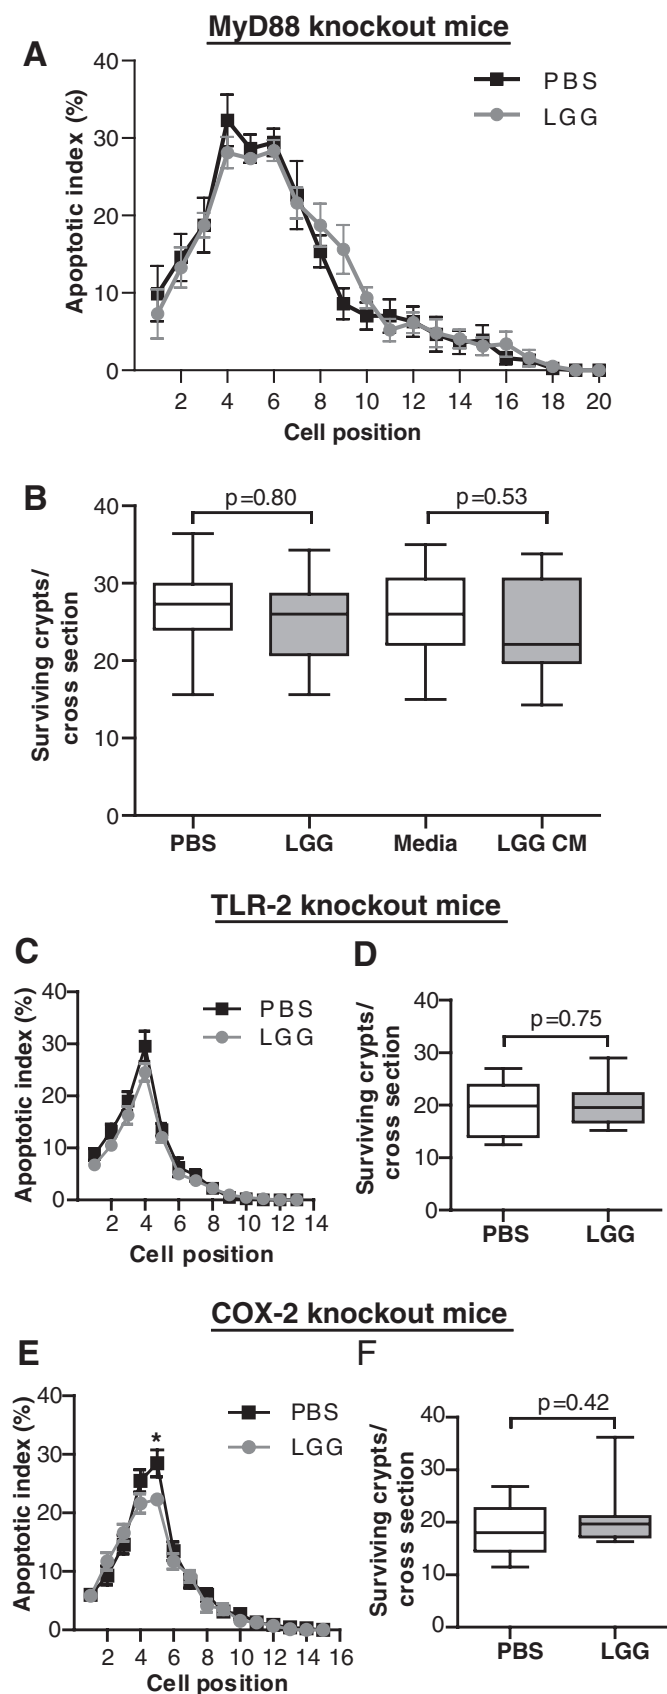 MyD88 knockout mice
A
Apoptotic index (%)
40
30
20
10
0
PBS
LGG
2 4 6 8 10 12 14 16 18 20
Cell position
B
Surviving crypts/
cross section
40
30
20
10
0
p=0.80
p=0.53
PBS LGG Media LGG CM
TLR-2 knockout mice
C
Apoptotic index (%)
40
30
20
10
0
PBS
LGG
2 4 6 8 10 12 14
Cell position
D
Surviving crypts/
cross section
40
30
20
10
0
p=0.75
PBS LGG
COX-2 knockout mice
E
Apoptotic index (%)
40
30
20
10
0
*
PBS
LGG
2 4 6 8 10 12 14 16
Cell position
F
Surviving crypts/
cross section
40
30
20
10
0
p=0.42
PBS LGG